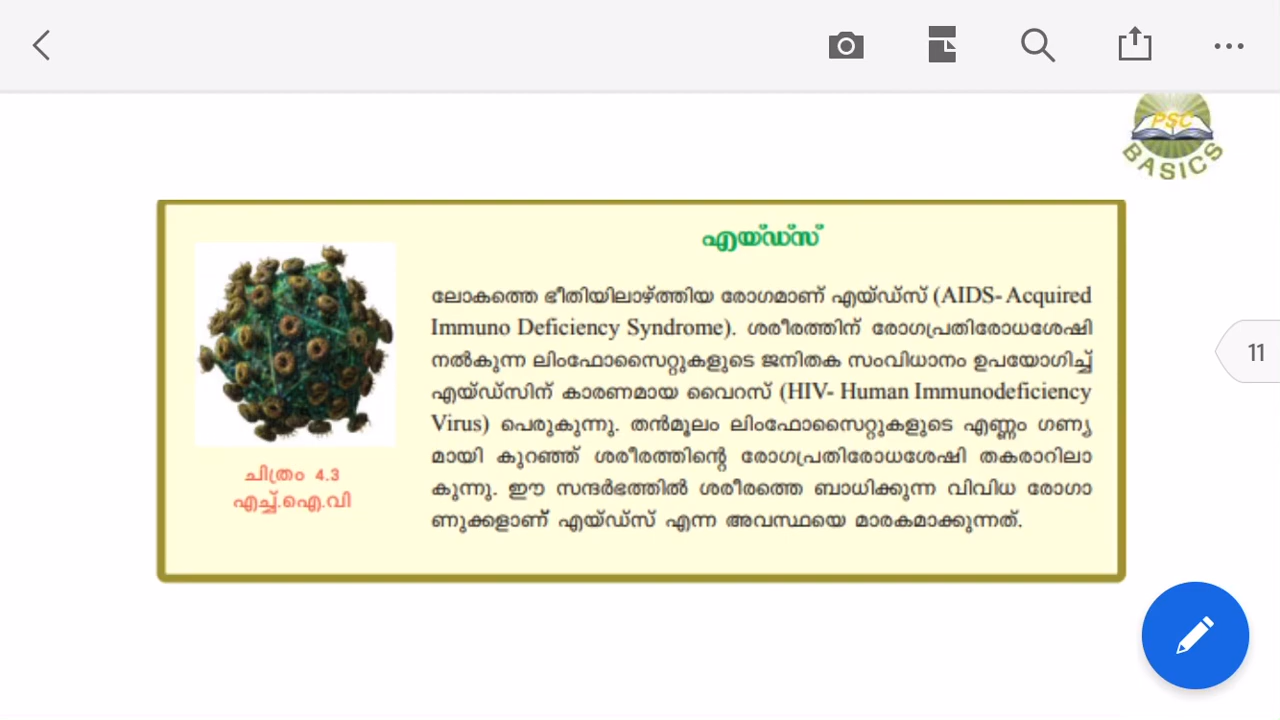 PSC
BASICS
എയ്ഡ്സ്
ലോകത്തെ ഭീതിയിലാഴ്ത്തിയ രോഗമാണ് എയ്ഡ്സ് (AIDS- Acquired
Immuno Deficiency Syndrome). ശരീരത്തിന് രോഗപ്രതിരോധശേഷി
നൽകുന്ന ലിംഫോസൈറ്റുകളുടെ ജനിതക സംവിധാനം ഉപയോഗിച്ച്
എയ്ഡ്സിന് കാരണമായ വൈറസ് (HIV- Human Immunodeficiency
Virus) പെരുകുന്നു. തൻമൂലം ലിംഫോസൈറ്റുകളുടെ എണ്ണം ഗണ്യ
മായി കുറഞ്ഞ് ശരീരത്തിന്റെ രോഗപ്രതിരോധശേഷി തകരാറിലാ
കുന്നു. ഈ സന്ദർഭത്തിൽ ശരീരത്തെ ബാധിക്കുന്ന വിവിധ രോഗാ
ണുക്കളാണ് എയ്ഡ്സ് എന്ന അവസ്ഥയെ മാരകമാക്കുന്നത്.
ചിത്രം 4.3
എച്ച്.ഐ.വി
11